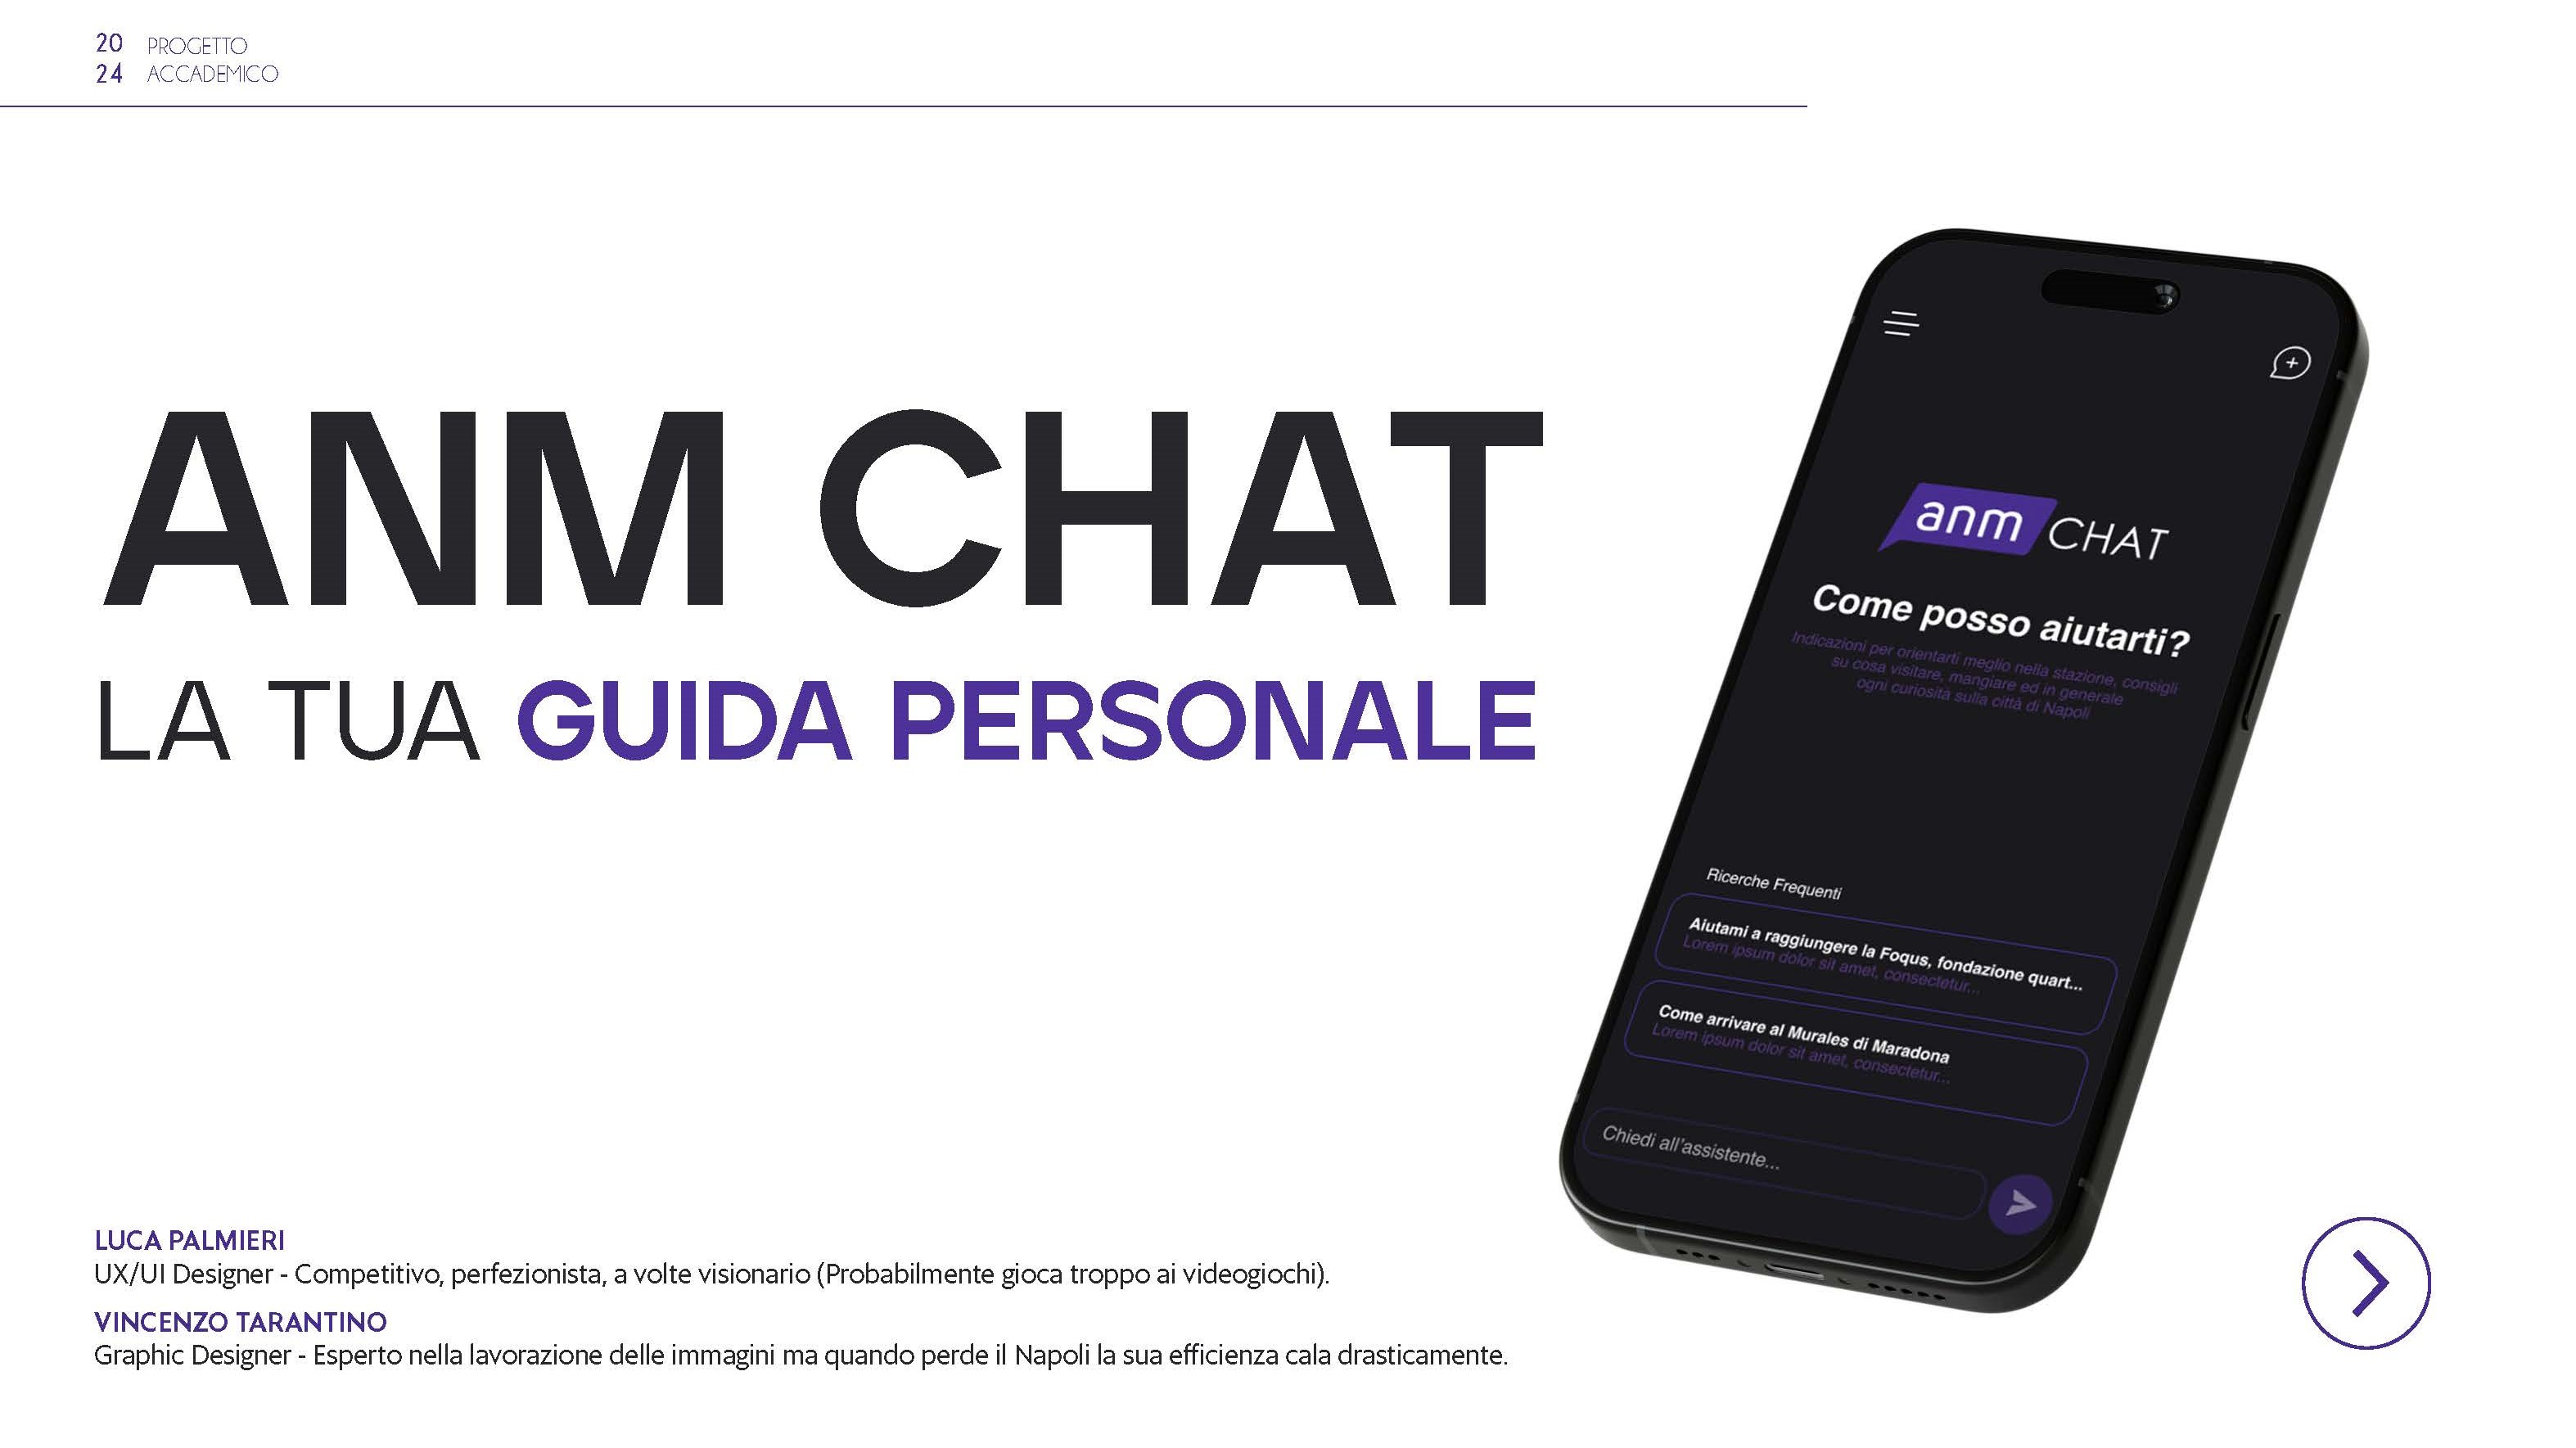 20 PROGETTO
24 ACCADEMICO
ANM CHAT
LA TUA GUIDA PERSONALE
anm CHAT
Come posso aiutarti?
Indicazioni per orientarti meglio nella stazione, consigli
su cosa visitare, mangiare ed in generale
ogni curiosità sulla città di Napoli
Ricerche Frequenti
Aiutami a raggiungere la Foqus, fondazione quart...
Lorem ipsum dolor sit amet, consectetur...
Come arrivare al Murales di Maradona
Lorem ipsum dolor sit amet, consectetur...
Chiedi all'assistente...
LUCA PALMIERI
UX/UI Designer - Competitivo, perfezionista, a volte visionario (Probabilmente gioca troppo ai videogiochi).
VINCENZO TARANTINO
Graphic Designer - Esperto nella lavorazione delle immagini ma quando perde il Napoli la sua efficienza cala drasticamente.